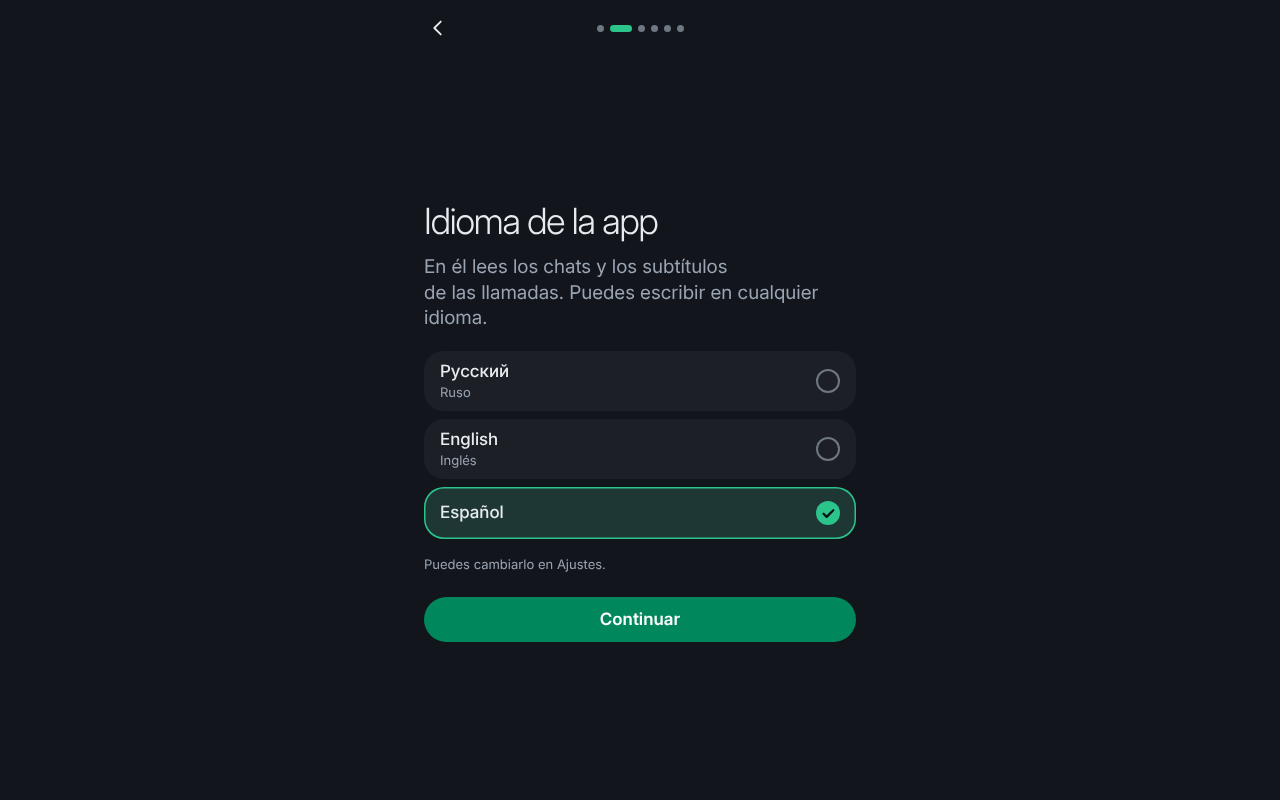 Idioma de la app
En él lees los chats y los subtítulos
de las llamadas. Puedes escribir en cualquier
idioma.
Русский
Ruso
English
Inglés
Español
Puedes cambiarlo en Ajustes.
Continuar